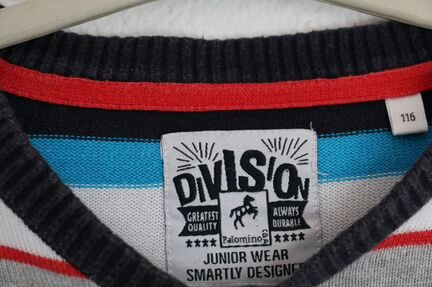 116
DIVISION
GREATEST QUALITY
ALWAYS DURABLE
Palomino
JUNIOR WEAR
SMARTLY DESIGNED